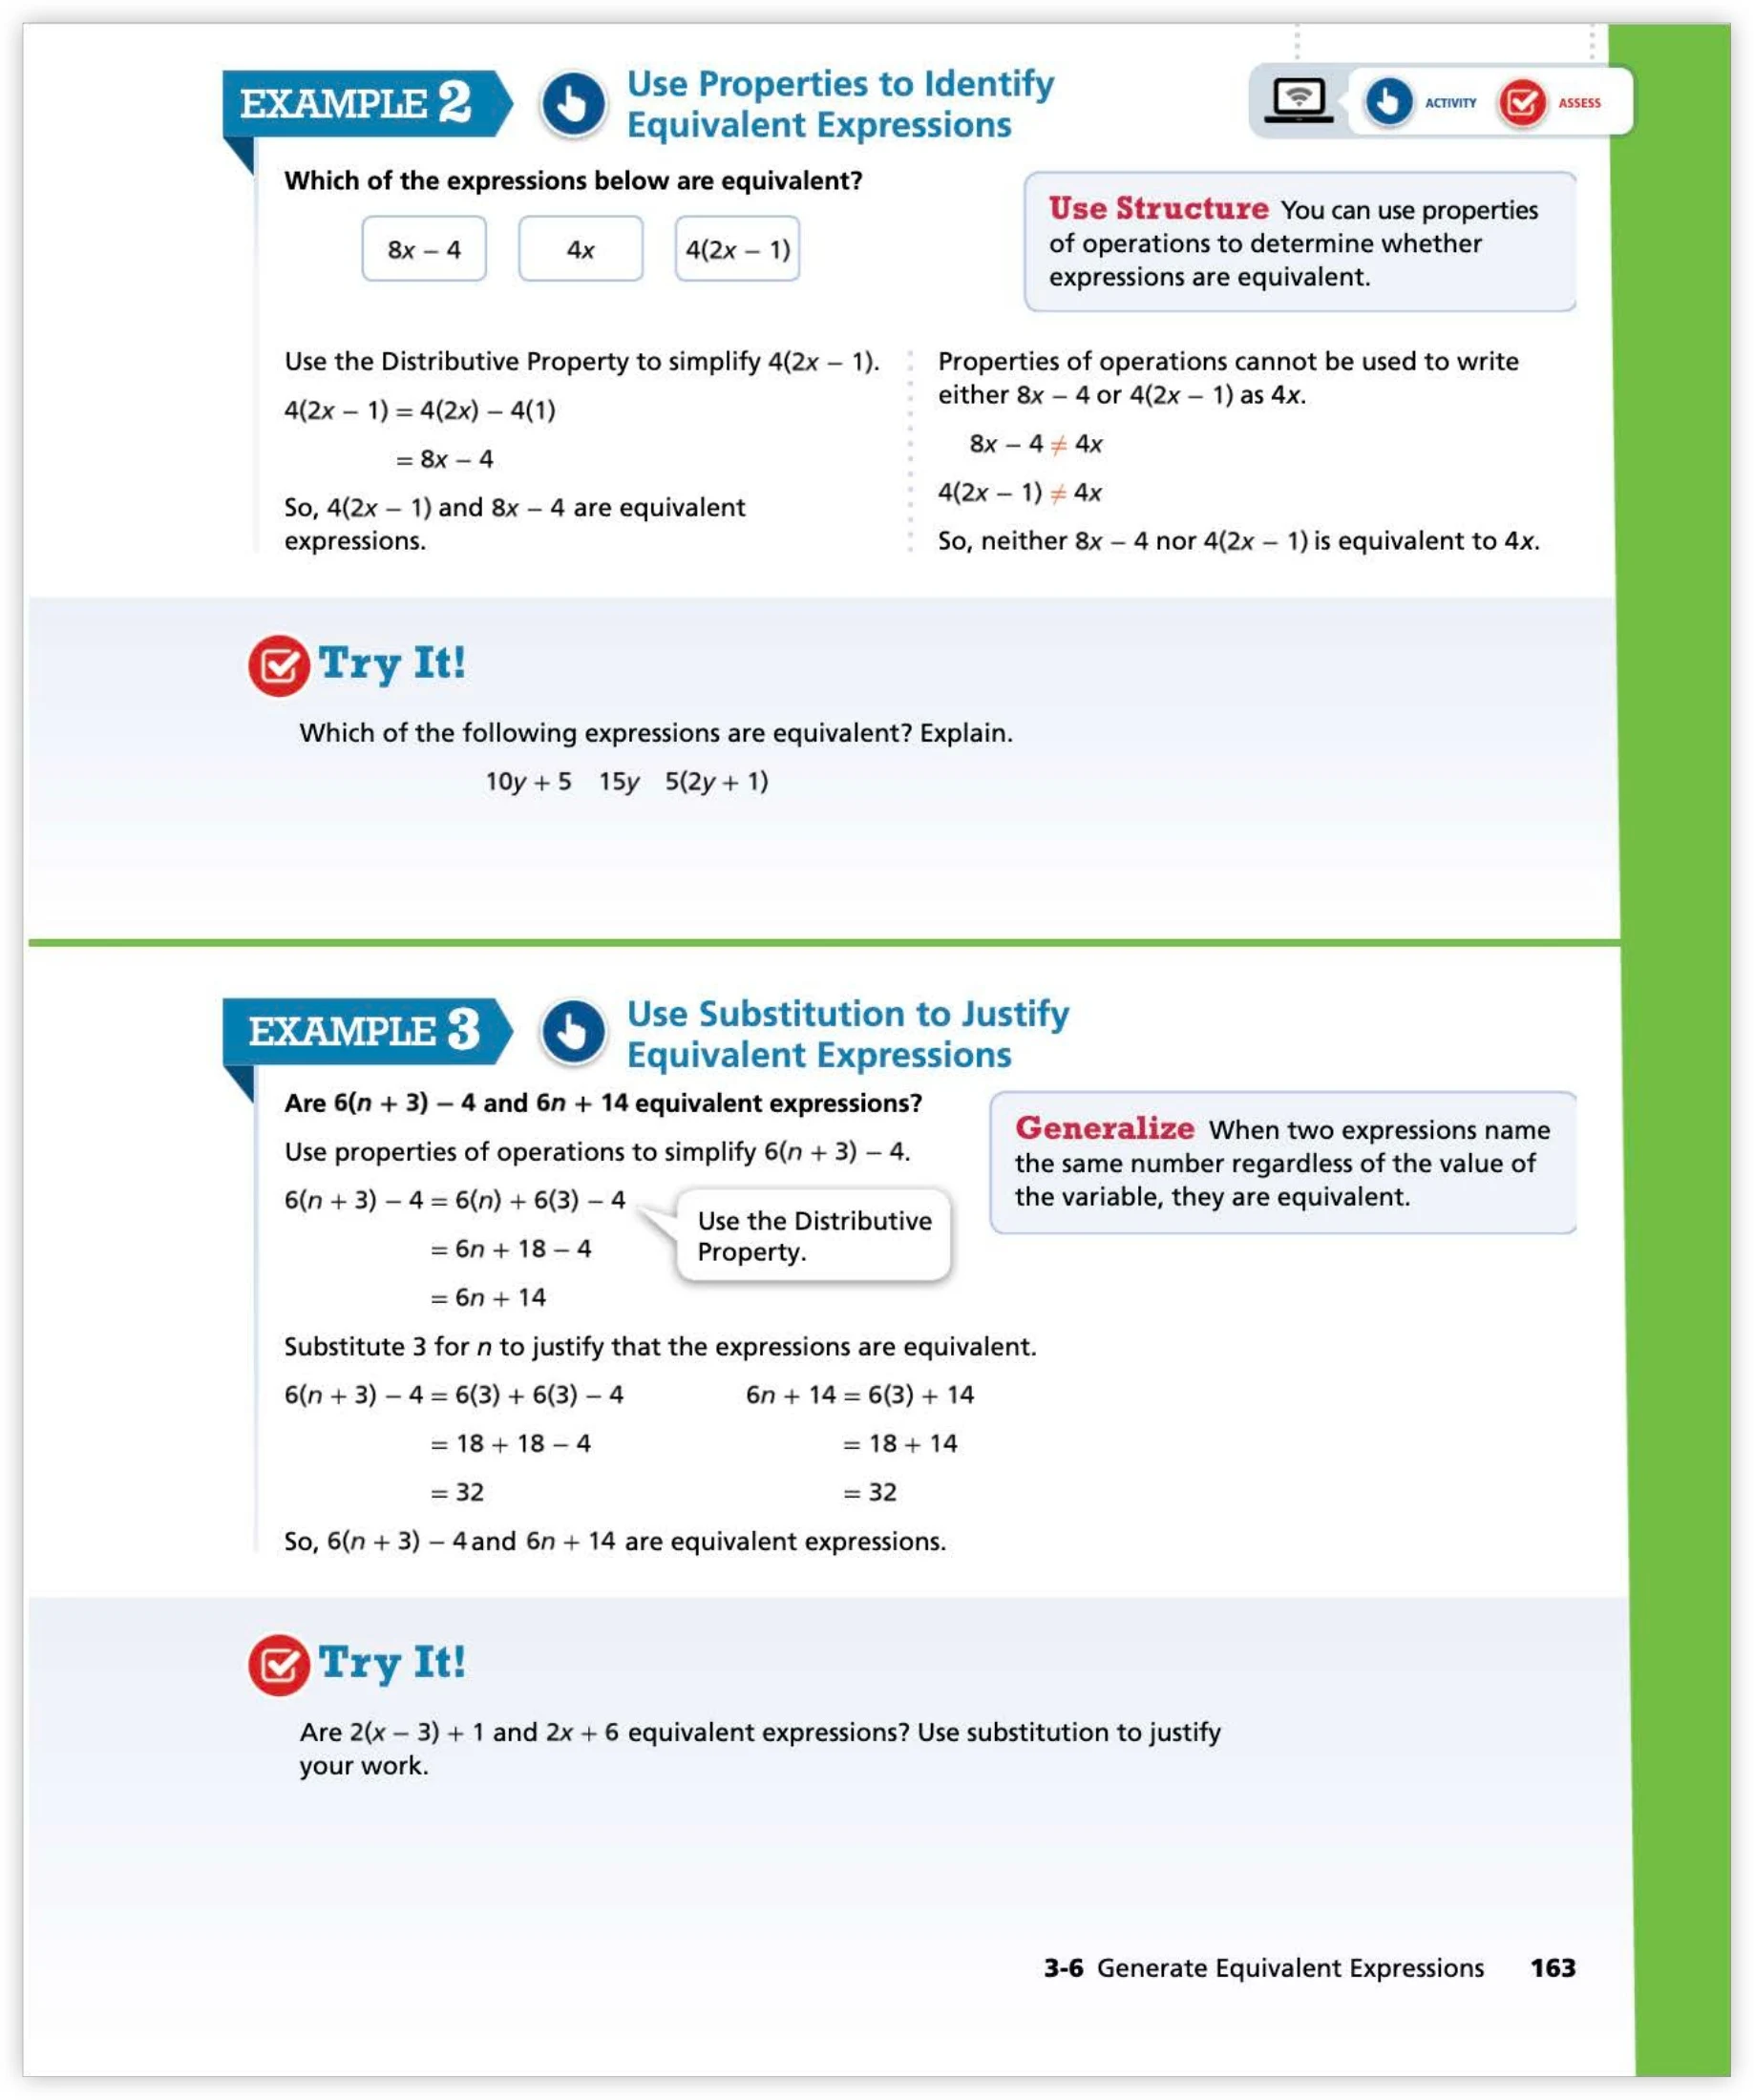 EXAMPLE 2
Use Properties to Identify
Equivalent Expressions
ACTIVITY
ASSESS
Which of the expressions below are equivalent?
8x – 4
4x
4(2x – 1)
Use Structure You can use properties
of operations to determine whether
expressions are equivalent.
Use the Distributive Property to simplify 4(2x – 1).
4(2x – 1) = 4(2x) – 4(1)
= 8x – 4
So, 4(2x – 1) and 8x – 4 are equivalent
expressions.
Properties of operations cannot be used to write
either 8x – 4 or 4(2x – 1) as 4x.
8x – 4 ≠ 4x
4(2x – 1) ≠ 4x
So, neither 8x – 4 nor 4(2x – 1) is equivalent to 4x.
Try It!
Which of the following expressions are equivalent? Explain.
10y + 5 15y 5(2y + 1)
EXAMPLE 3
Use Substitution to Justify
Equivalent Expressions
Are 6(n + 3) – 4 and 6n + 14 equivalent expressions?
Use properties of operations to simplify 6(n + 3) – 4.
6(n + 3) – 4 = 6(n) + 6(3) – 4
= 6n + 18 – 4
= 6n + 14
Use the Distributive
Property.
Generalize When two expressions name
the same number regardless of the value of
the variable, they are equivalent.
Substitute 3 for n to justify that the expressions are equivalent.
6(n + 3) – 4 = 6(3) + 6(3) – 4
= 18 + 18 – 4
= 32
6n + 14 = 6(3) + 14
= 18 + 14
= 32
So, 6(n + 3) – 4 and 6n + 14 are equivalent expressions.
Try It!
Are 2(x – 3) + 1 and 2x + 6 equivalent expressions? Use substitution to justify
your work.
3-6 Generate Equivalent Expressions 163